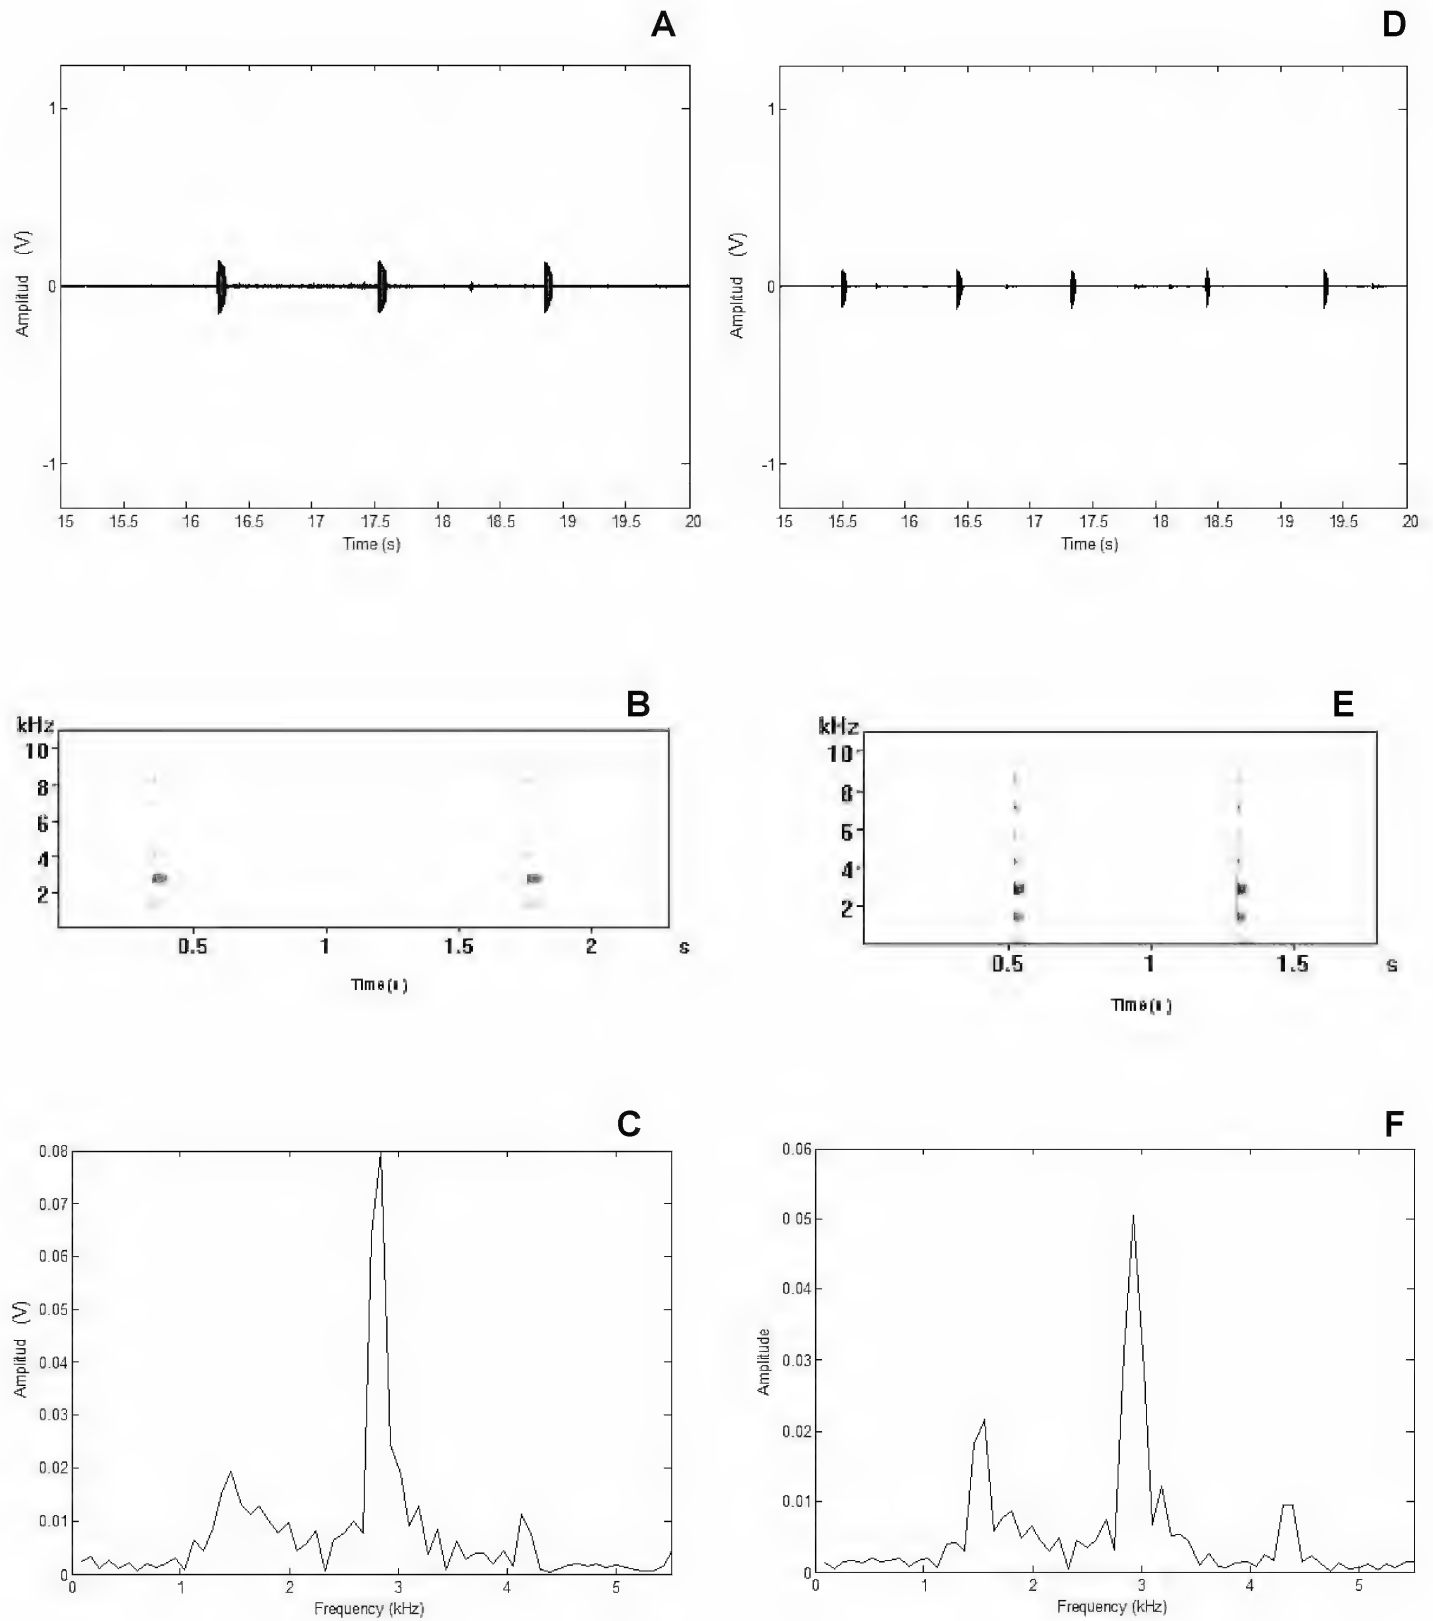 A
1
0
-1
Amplitud (V)
15 15.5 16 16.5 17 17.5 18 18.5 19 19.5 20
Time (s)
D
1
0
-1
Amplitud (V)
15 15.5 16 16.5 17 17.5 18 18.5 19 19.5 20
Time (s)
B
kHz
10
8
6
4
2
0.5 1 1.5 2 s
Time (s)
E
kHz
10
8
6
4
2
0.5 1 1.5 s
Time (s)
C
0.08
0.07
0.06
0.05
0.04
0.03
0.02
0.01
0
Amplitud (V)
0 1 2 3 4 5
Frequency (kHz)
F
0.06
0.05
0.04
0.03
0.02
0.01
0
Amplitude
0 1 2 3 4 5
Frequency (kHz)